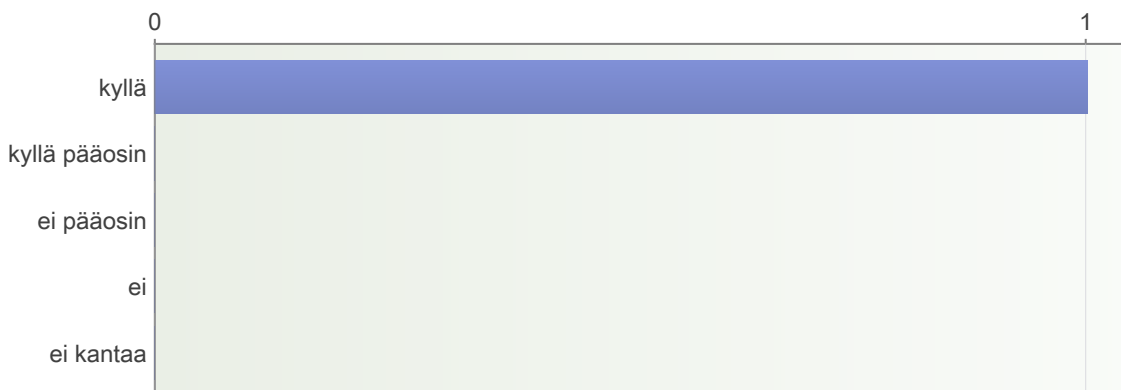 0 1
kyllä
kyllä pääosin
ei pääosin
ei
ei kantaa